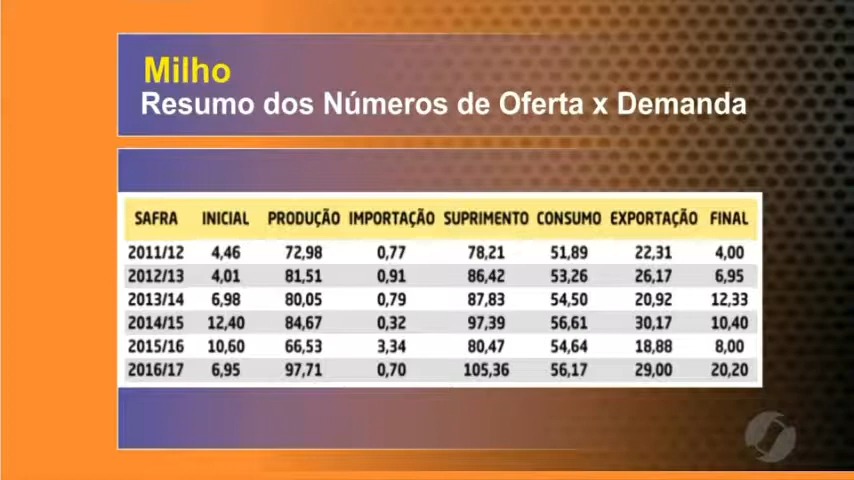 Milho
Resumo dos Números de Oferta x Demanda
SAFRA INICIAL PRODUÇÃO IMPORTAÇÃO SUPRIMENTO CONSUMO EXPORTAÇÃO FINAL
2011/12 4,46 72,98 0,77 78,21 51,89 22,31 4,00
2012/13 4,01 81,51 0,91 86,42 53,26 26,17 6,95
2013/14 6,98 80,05 0,79 87,83 54,50 20,92 12,33
2014/15 12,40 84,67 0,32 97,39 56,61 30,17 10,40
2015/16 10,60 66,53 3,34 80,47 54,64 18,88 8,00
2016/17 6,95 97,71 0,70 105,36 56,17 29,00 20,20